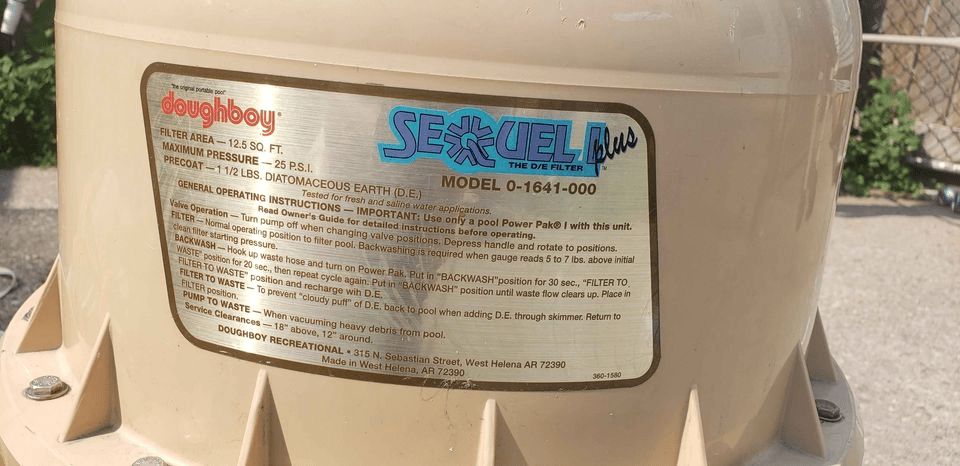 "the original portable pool"
doughboy®
SEQUEL I plus
THE D/E FILTER ™
FILTER AREA — 12.5 SQ. FT.
MAXIMUM PRESSURE — 25 P.S.I.
PRECOAT — 1 1/2 LBS. DIATOMACEOUS EARTH (D.E.)
MODEL 0-1641-000
Tested for fresh and saline water applications.
GENERAL OPERATING INSTRUCTIONS — IMPORTANT: Use only a pool Power Pak® I with this unit.
Read Owner's Guide for detailed instructions before operating.
Valve Operation — Turn pump off when changing valve positions. Depress handle and rotate to positions.
FILTER — Normal operating position to filter pool. Backwashing is required when gauge reads 5 to 7 lbs. above initial
clean filter starting pressure.
BACKWASH — Hook up waste hose and turn on Power Pak. Put in "BACKWASH"position for 30 sec., "FILTER TO
WASTE" position for 20 sec., then repeat cycle again. Put in "BACKWASH" position until waste flow clears up. Place in
FILTER TO WASTE" position and recharge wih D.E.
FILTER TO WASTE — To prevent "cloudy puff" of D.E. back to pool when adding D.E. through skimmer. Return to
FILTER position.
PUMP TO WASTE — When vacuuming heavy debris from pool.
Service Clearances — 18" above, 12" around.
DOUGHBOY RECREATIONAL • 315 N. Sebastian Street, West Helena AR 72390
Made in West Helena, AR 72390
360-1580